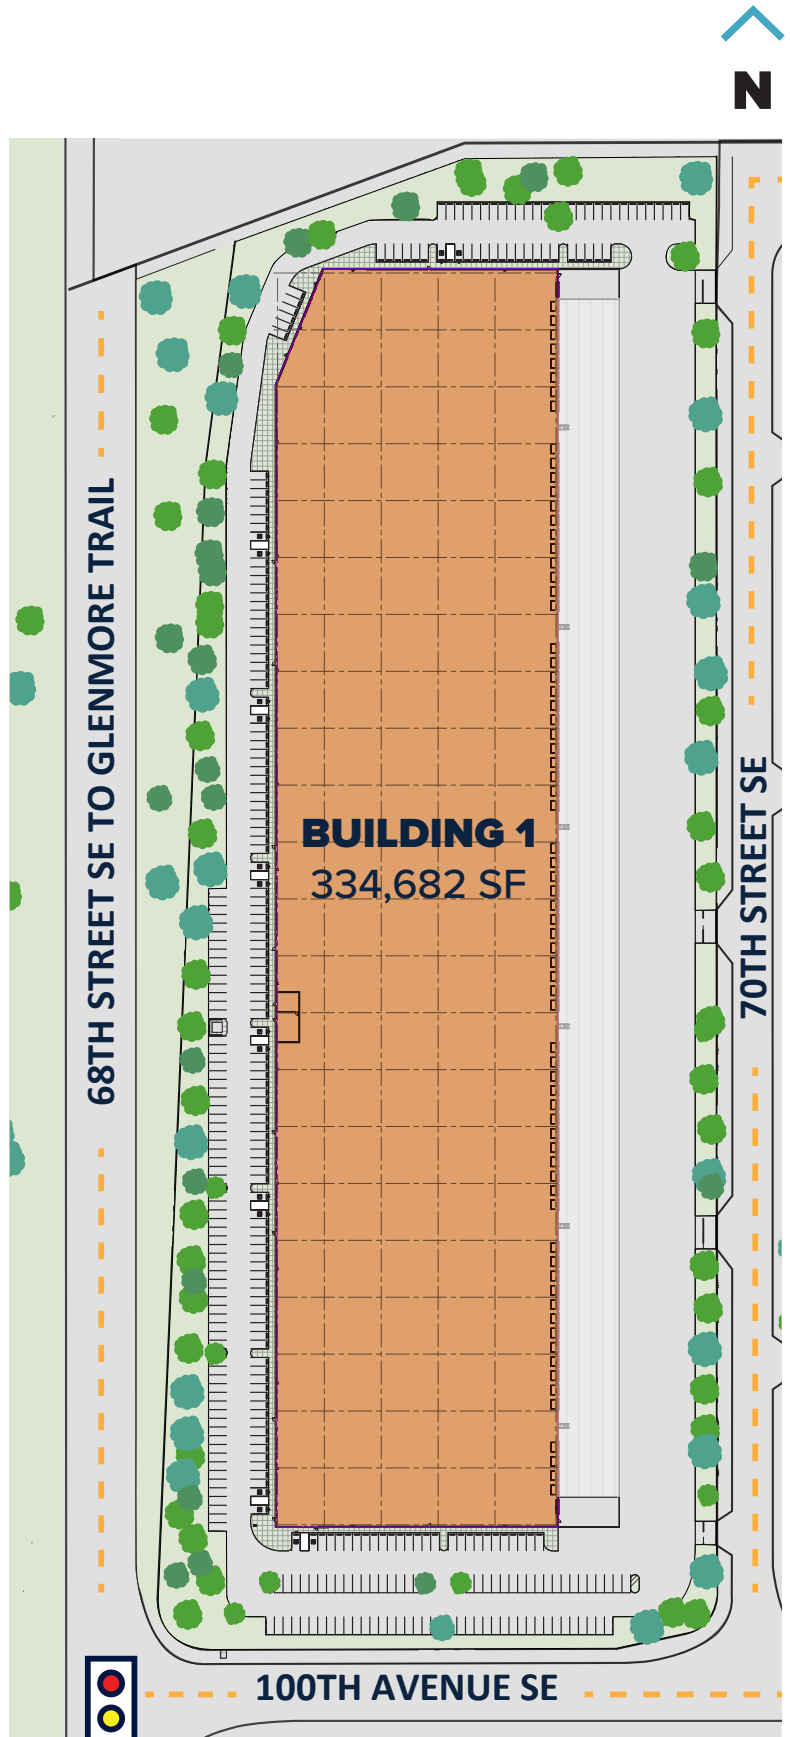 N
68TH STREET SE TO GLENMORE TRAIL
BUILDING 1
334,682 SF
70TH STREET SE
100TH AVENUE SE